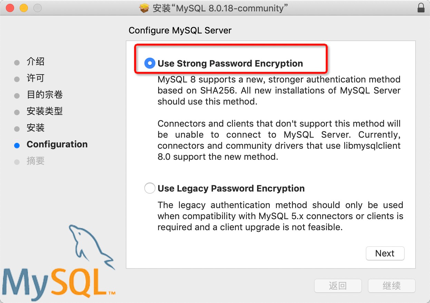 安装“MySQL 8.0.18-community”
Configure MySQL Server
介绍
许可
目的宗卷
安装类型
安装
Configuration
摘要
Use Strong Password Encryption
MySQL 8 supports a new, stronger authentication method
based on SHA256. All new installations of MySQL Server
should use this method.
Connectors and clients that don't support this method will
be unable to connect to MySQL Server. Currently,
connectors and community drivers that use libmysqlclient
8.0 support the new method.
Use Legacy Password Encryption
The legacy authentication method should only be used
when compatibility with MySQL 5.x connectors or clients is
required and a client upgrade is not feasible.
Next
MySQL™
返回
继续